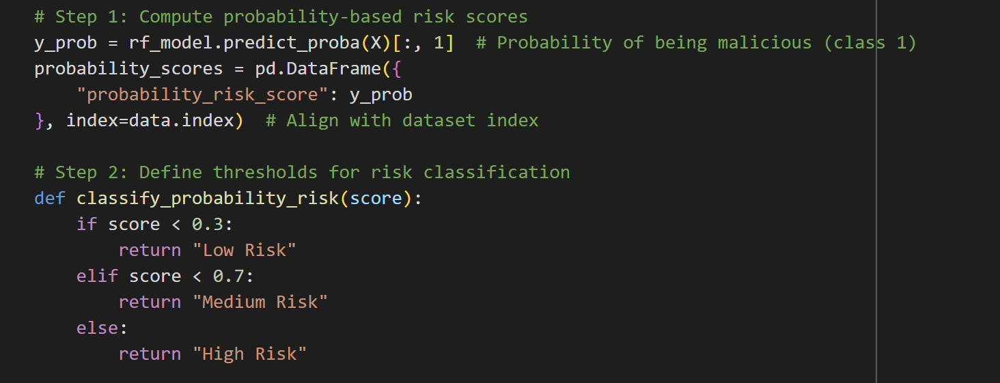 # Step 1: Compute probability-based risk scores
y_prob = rf_model.predict_proba(X)[:, 1]  # Probability of being malicious (class 1)
probability_scores = pd.DataFrame({
    "probability_risk_score": y_prob
}, index=data.index)  # Align with dataset index

# Step 2: Define thresholds for risk classification
def classify_probability_risk(score):
    if score < 0.3:
        return "Low Risk"
    elif score < 0.7:
        return "Medium Risk"
    else:
        return "High Risk"